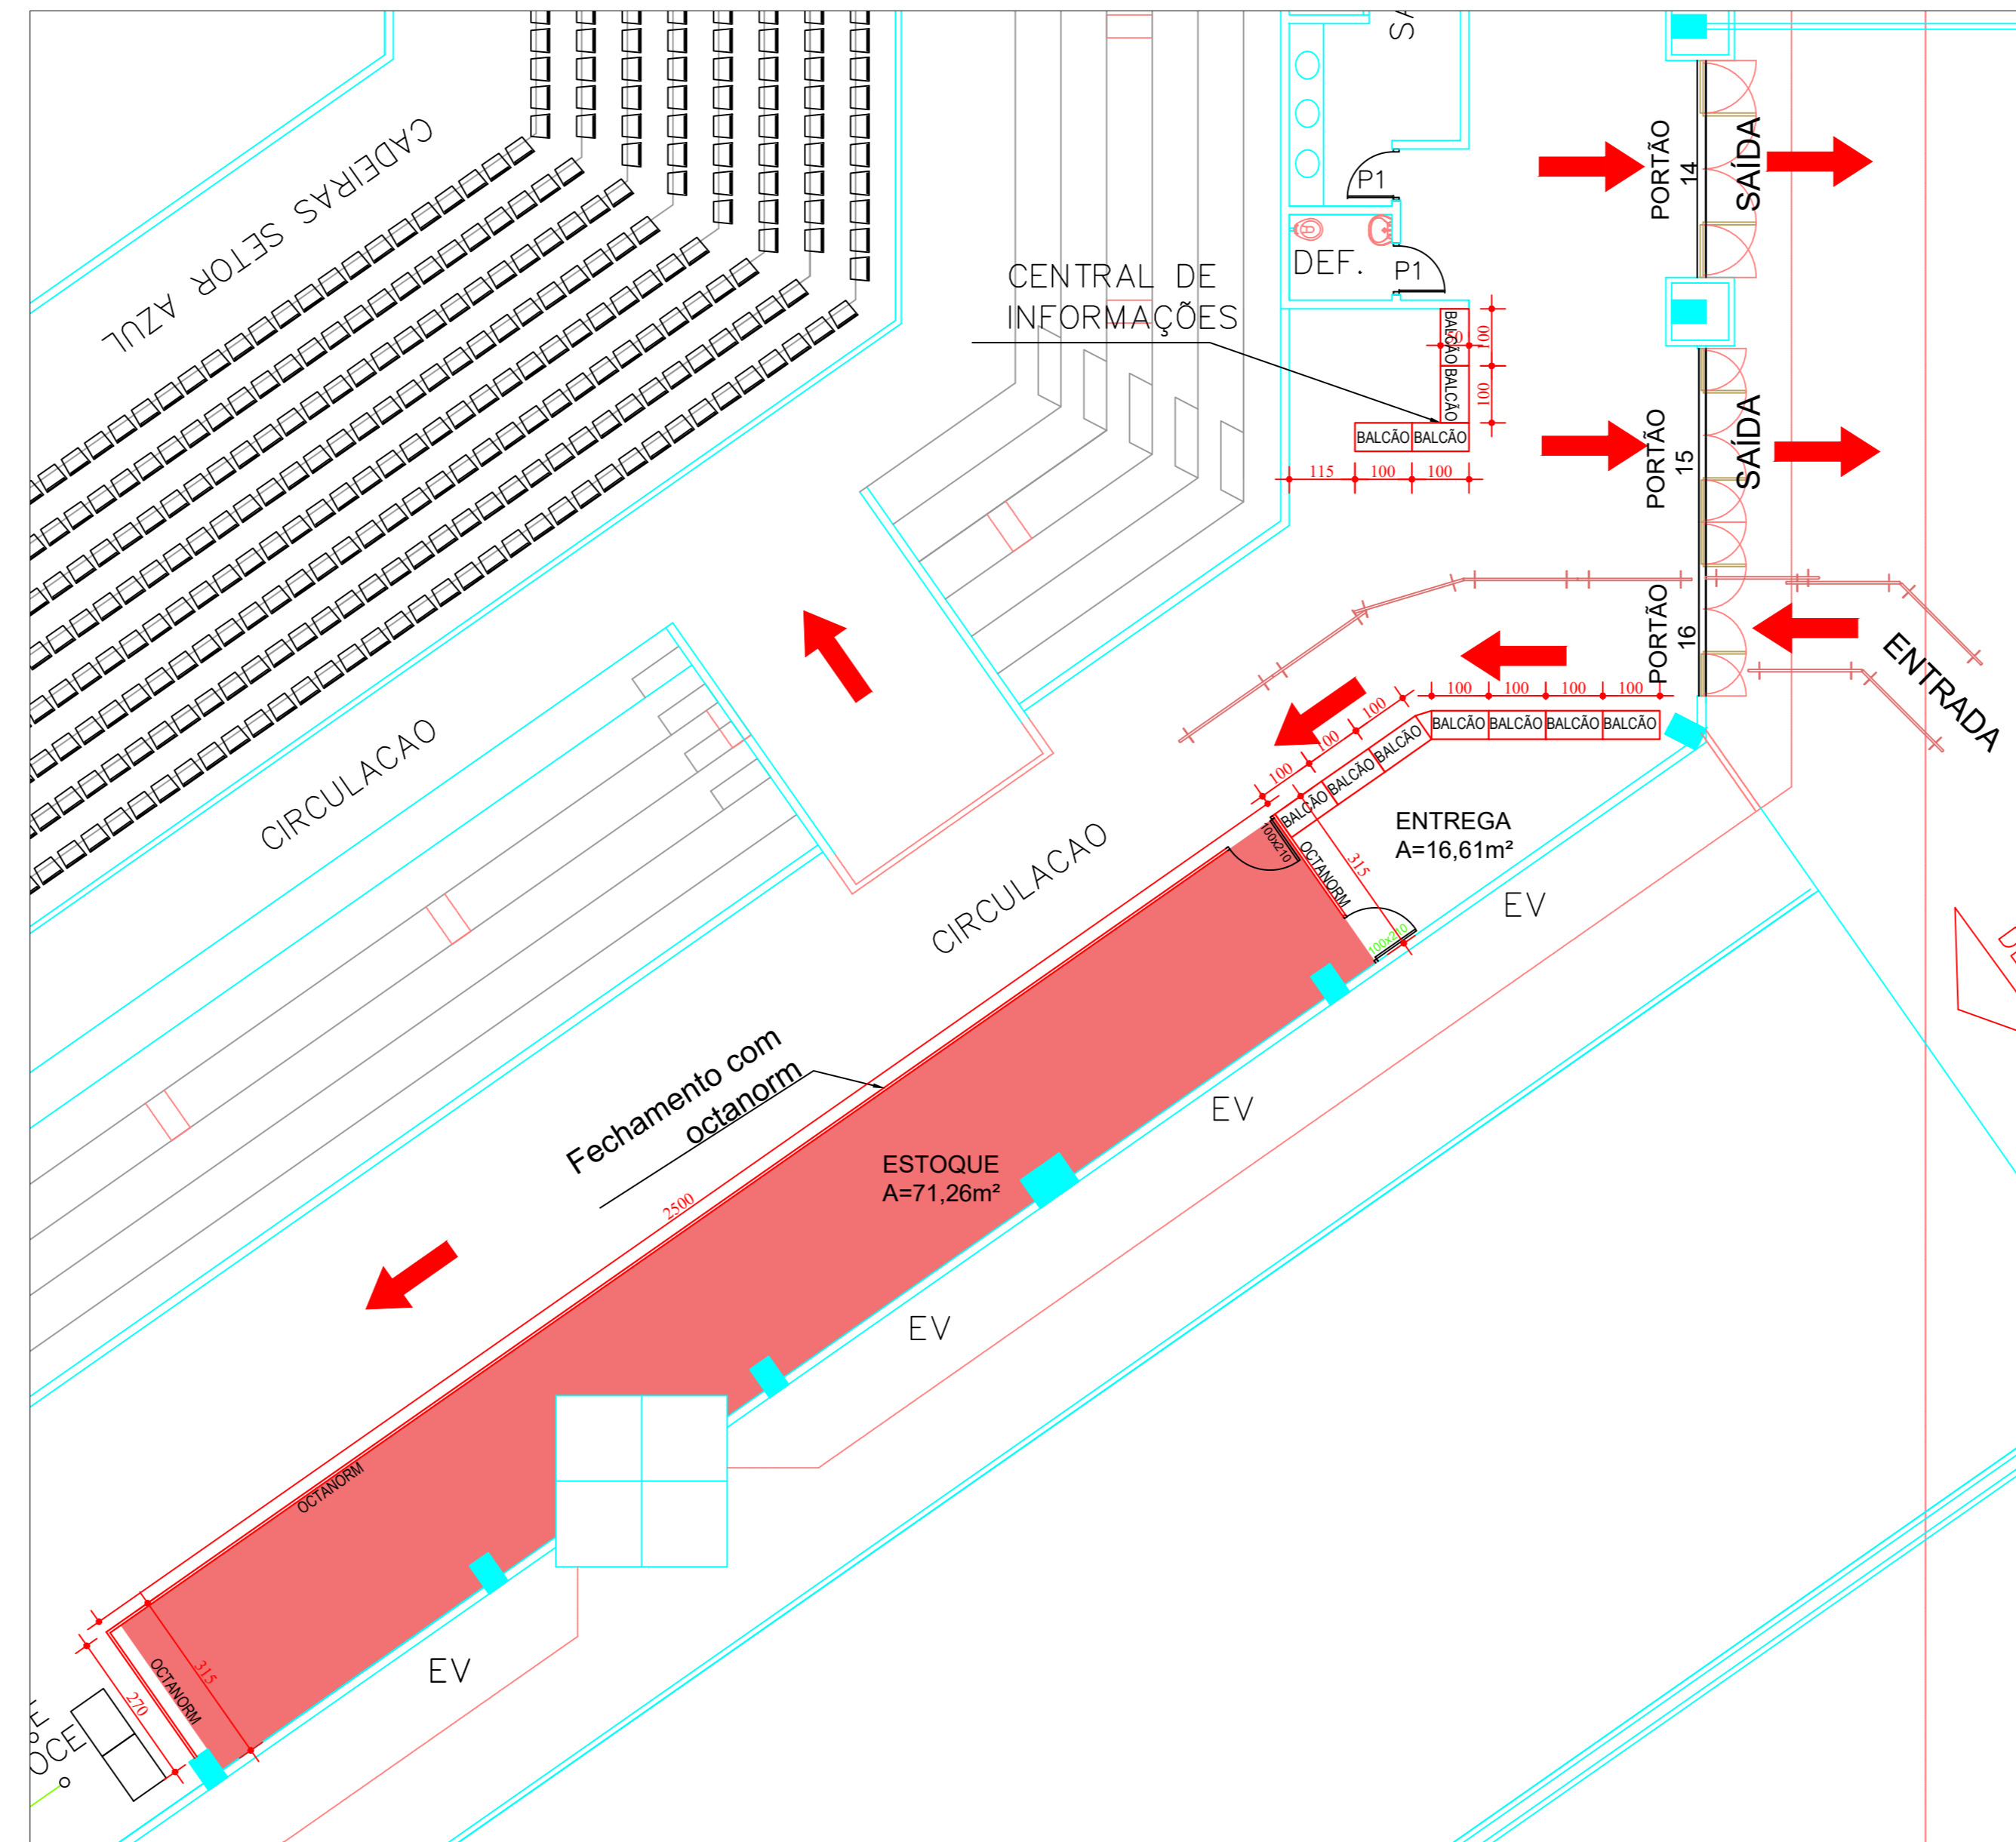 CADEIRAS SETOR AZUL
SA
P1
DEF.
P1
CENTRAL DE
INFORMAÇÕES
BALCÃO
BALCÃO
100
100
BALCÃO BALCÃO
115 100 100
PORTÃO
14
SAÍDA
PORTÃO
15
SAÍDA
PORTÃO
16
ENTRADA
100 100 100 100
BALCÃO BALCÃO BALCÃO BALCÃO
100 100 100
BALCÃO BALCÃO BALCÃO
ENTREGA
A=16,61m²
315
100x210
OCTANORM
100x210
CIRCULACAO
CIRCULACAO
EV
EV
EV
EV
Fechamento com
octanorm
2500
ESTOQUE
A=71,26m²
OCTANORM
OCTANORM
315
270
OCE